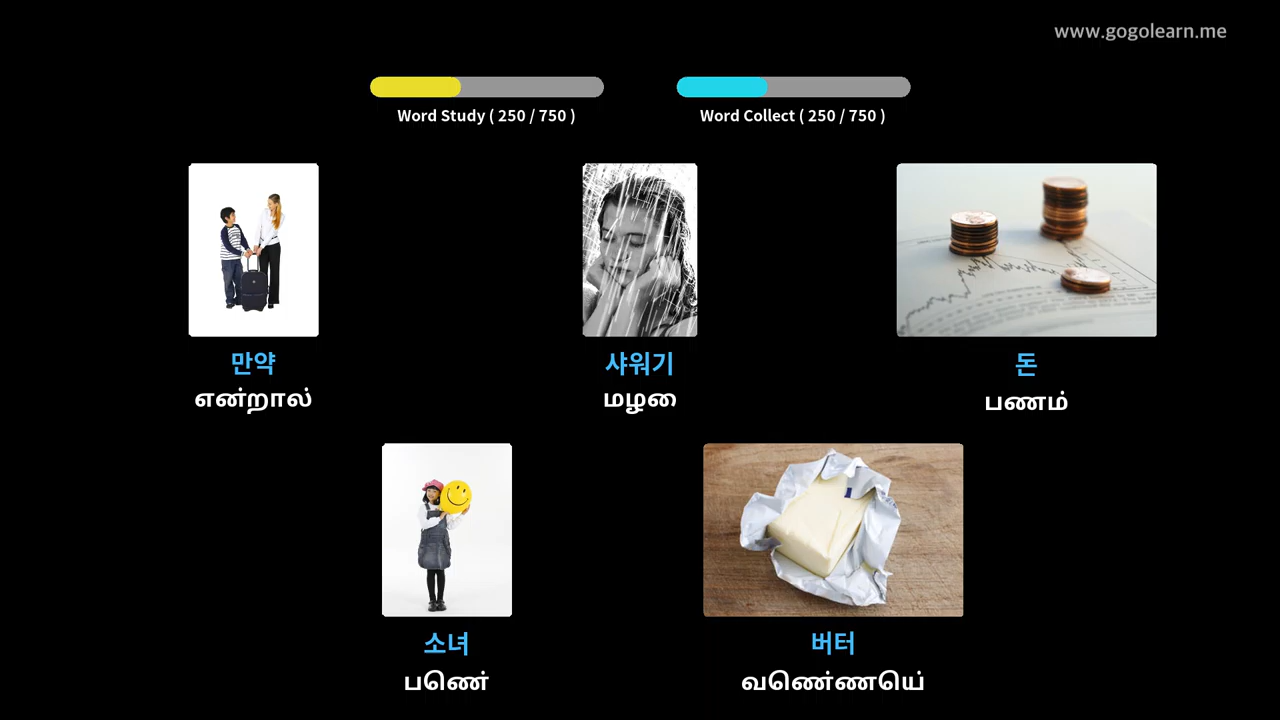 www.gogolearn.me
Word Study ( 250 / 750 )
Word Collect ( 250 / 750 )
만약
என்றால்
샤워기
மழை
돈
பணம்
소녀
பெண்
버터
வெண்ணெய்